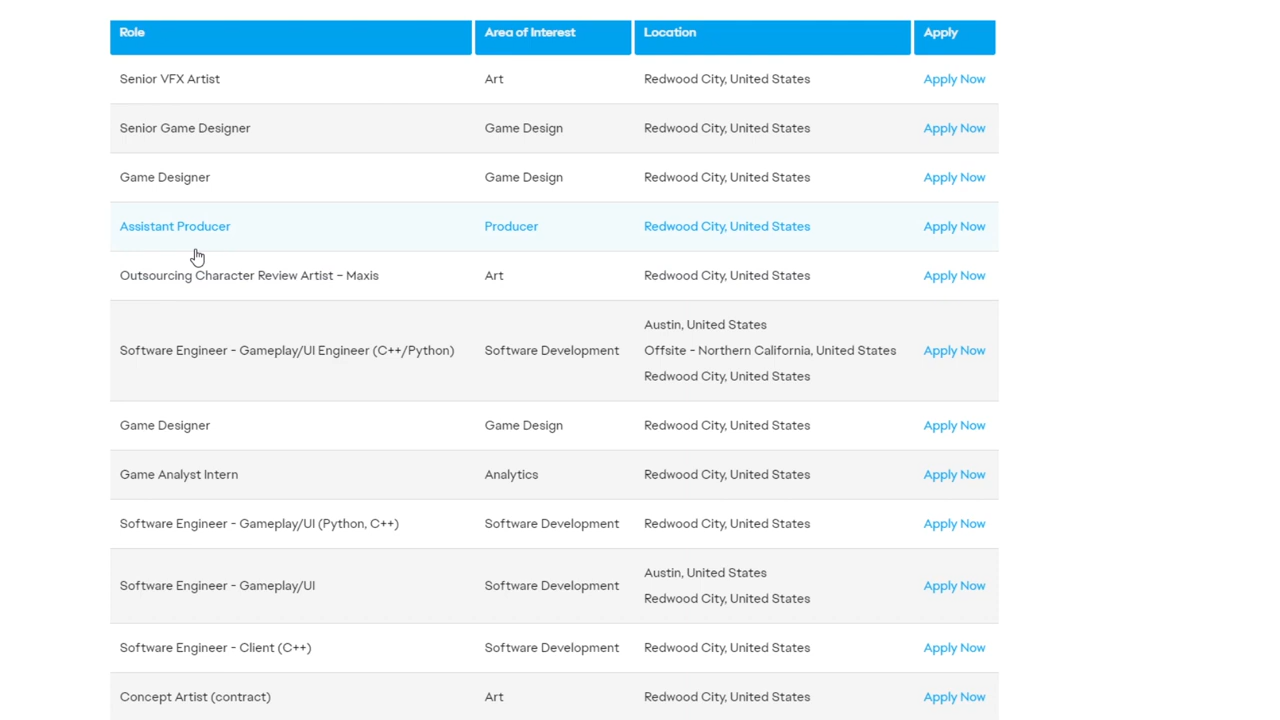 Role Area of Interest Location Apply
Senior VFX Artist Art Redwood City, United States Apply Now
Senior Game Designer Game Design Redwood City, United States Apply Now
Game Designer Game Design Redwood City, United States Apply Now
Assistant Producer Producer Redwood City, United States Apply Now
Outsourcing Character Review Artist – Maxis Art Redwood City, United States Apply Now
Austin, United States
Software Engineer - Gameplay/UI Engineer (C++/Python) Software Development Offsite - Northern California, United States Apply Now
Redwood City, United States
Game Designer Game Design Redwood City, United States Apply Now
Game Analyst Intern Analytics Redwood City, United States Apply Now
Software Engineer - Gameplay/UI (Python, C++) Software Development Redwood City, United States Apply Now
Austin, United States
Software Engineer - Gameplay/UI Software Development Apply Now
Redwood City, United States
Software Engineer - Client (C++) Software Development Redwood City, United States Apply Now
Concept Artist (contract) Art Redwood City, United States Apply Now